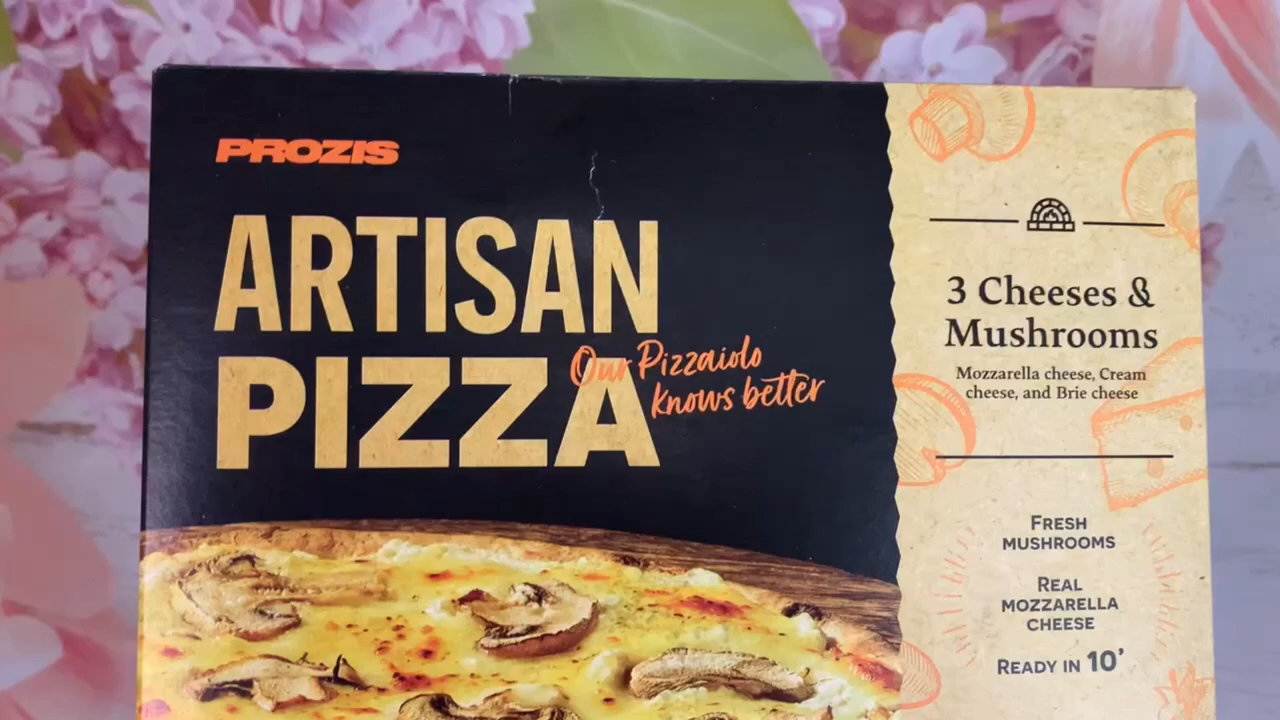 PROZIS
ARTISAN
PIZZA
Our Pizzaiolo
knows better
3 Cheeses &
Mushrooms
Mozzarella cheese, Cream
cheese, and Brie cheese
FRESH
MUSHROOMS
REAL
MOZZARELLA
CHEESE
READY IN 10’